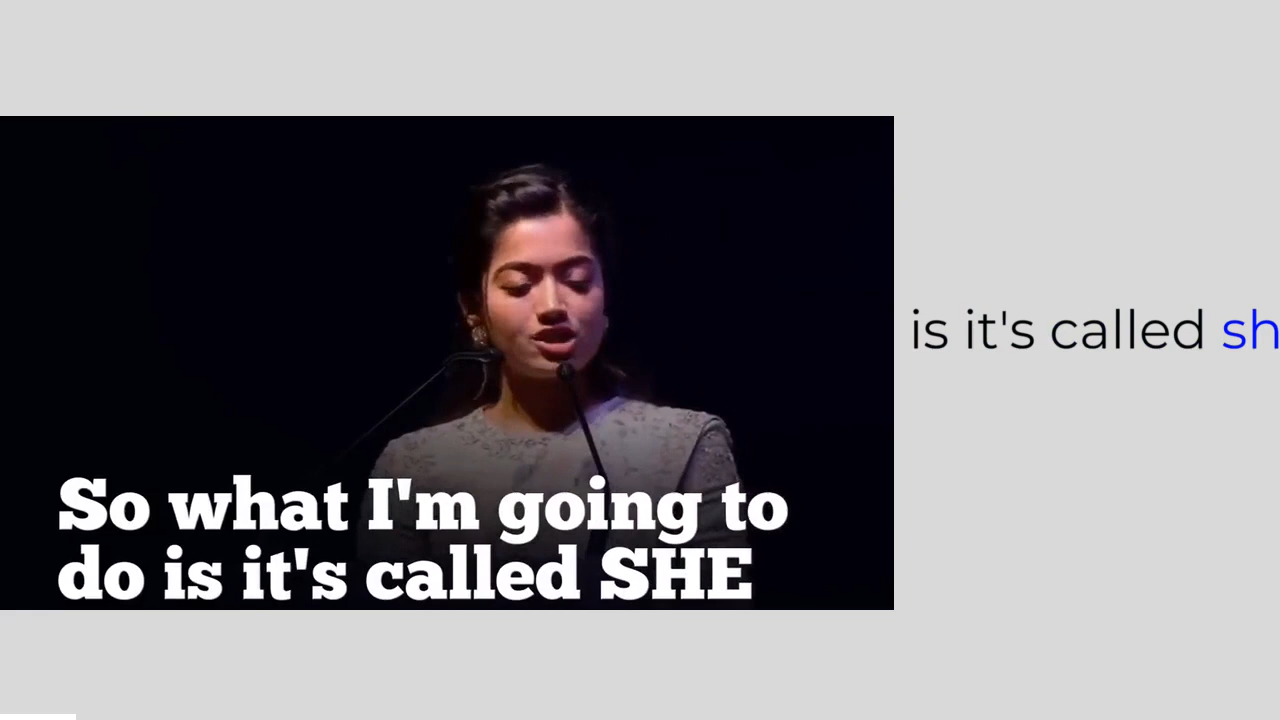 So what I'm going to
do is it's called SHE
is it's called sh